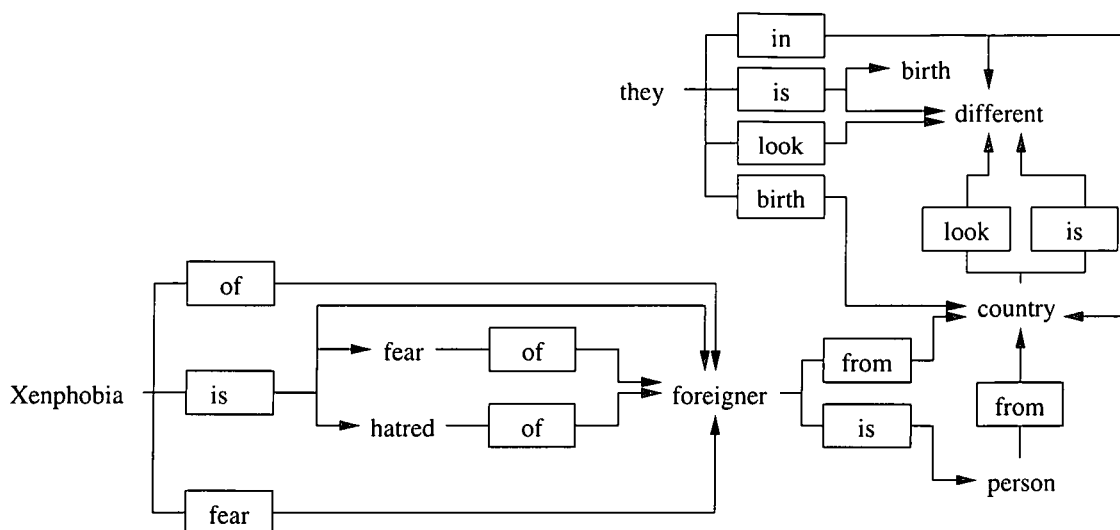 in
they
is
birth
different
look
birth
look
is
of
country
fear
of
from
Xenphobia
is
foreigner
from
hatred
of
is
person
fear